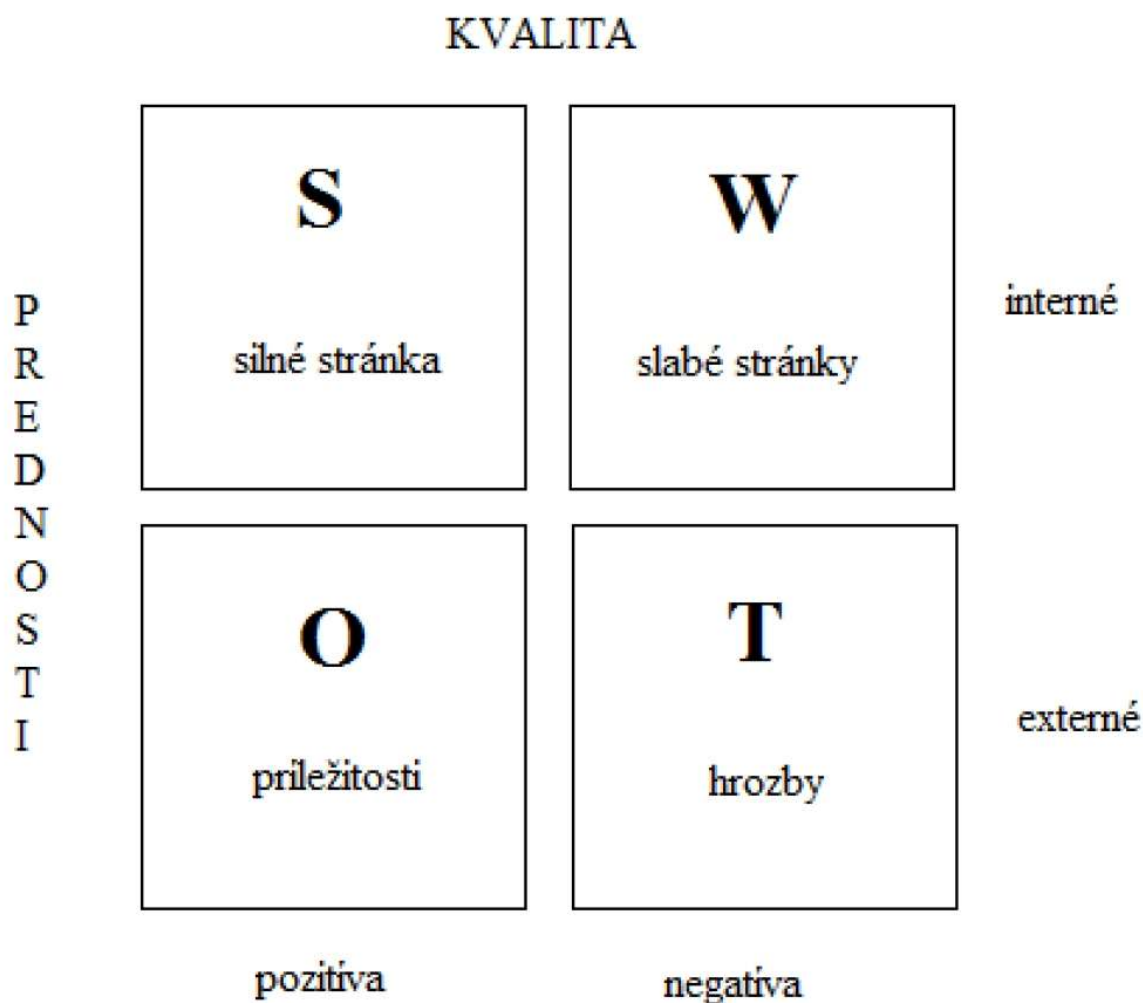 KVALITA
S
W
silné stránka
slabé stránky
interné
P
R
E
D
N
O
S
T
I
O
T
príležitosti
hrozby
externé
pozitíva
negatíva